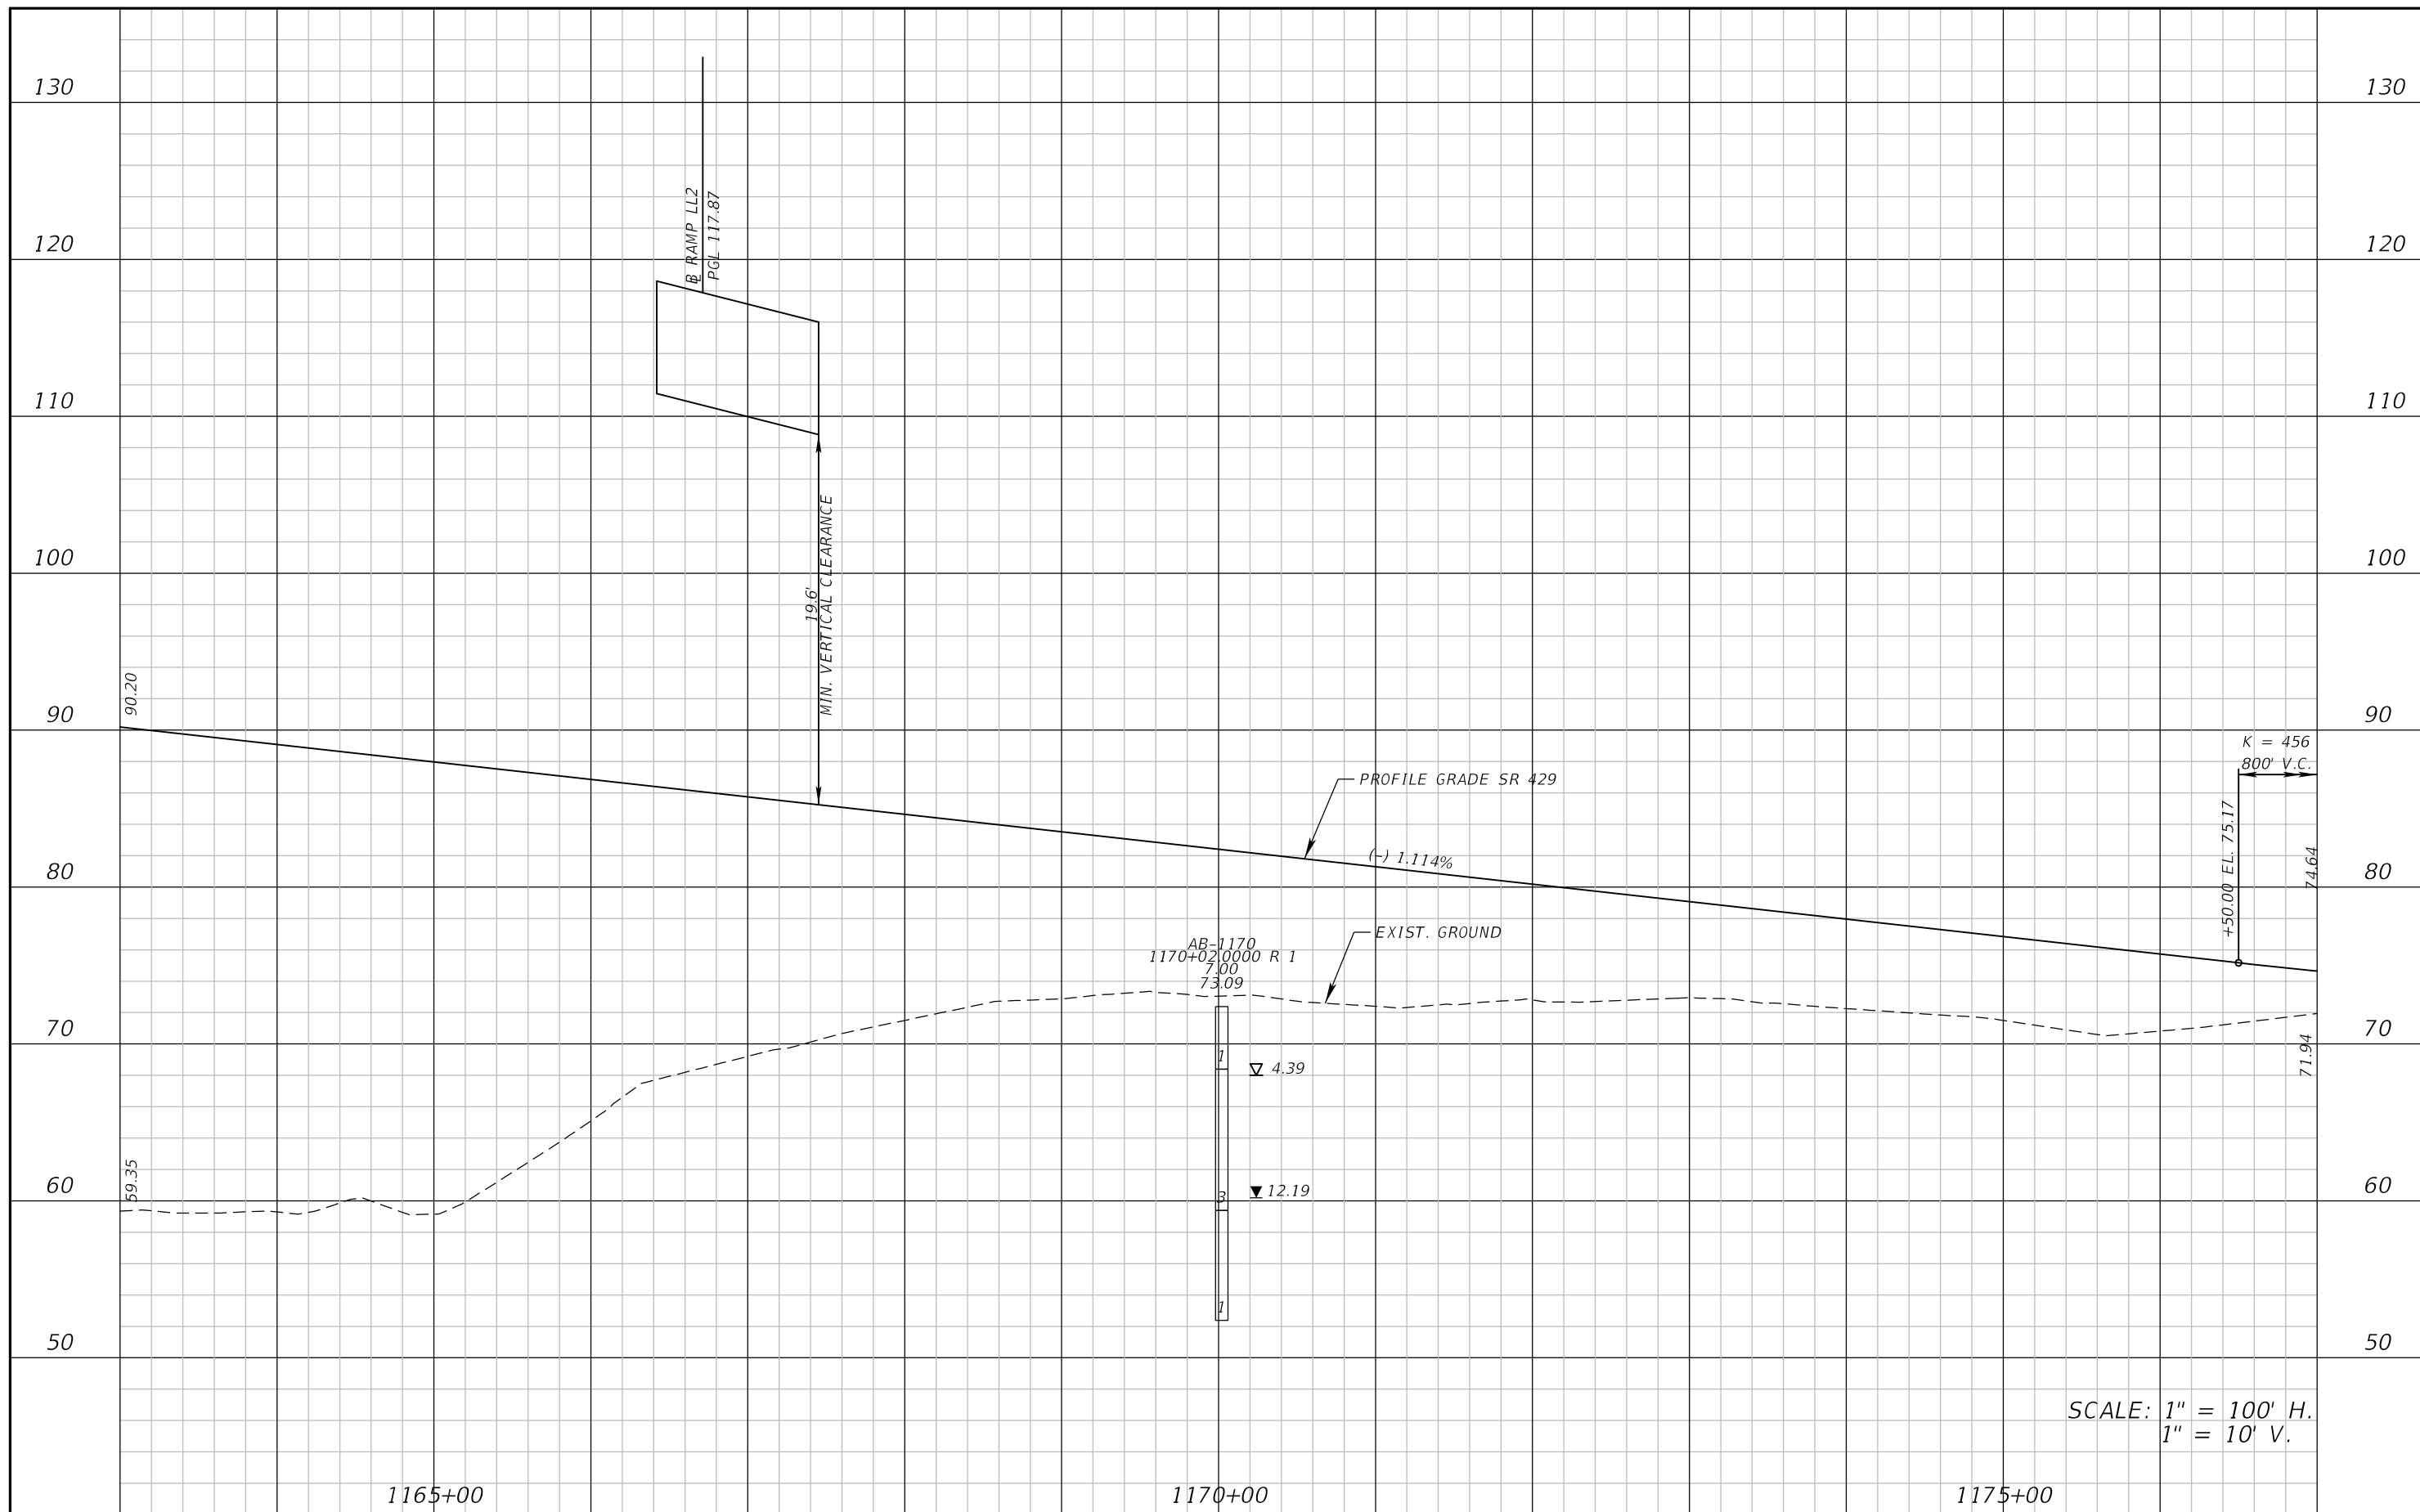 130
130
120
120
110
110
100
100
90
90
80
80
70
70
60
60
50
50
℄ RAMP LL2
PGL 117.87
19.6'
MIN. VERTICAL CLEARANCE
90.20
PROFILE GRADE SR 429
(-) 1.114%
K = 456
800' V.C.
+50.00 EL. 75.17
74.64
EXIST. GROUND
AB-1170
1170+02.0000 R 1
7.00
73.09
1
4.39
3
12.19
1
59.35
71.94
SCALE: 1" = 100' H.
1" = 10' V.
1165+00
1170+00
1175+00